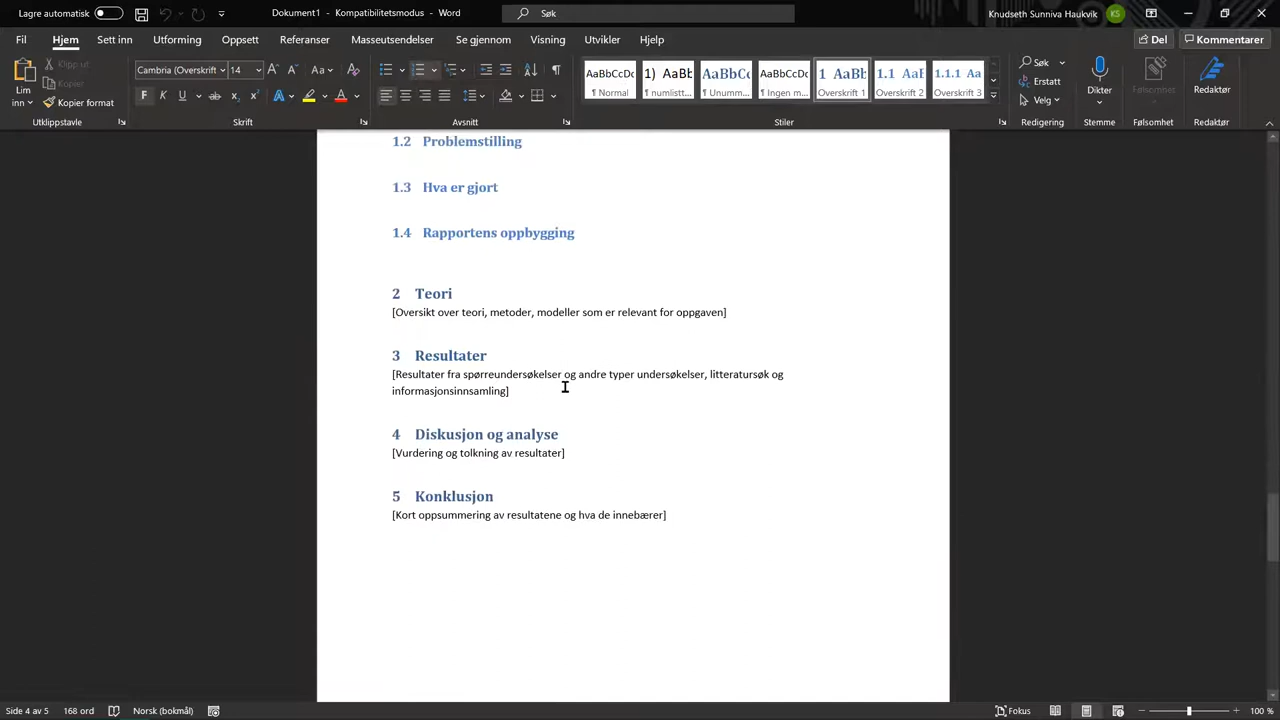 Lagre automatisk
Dokument1 - Kompatibilitetsmodus - Word
Søk
Knudseth Sunniva Haukvik
KS
Fil
Hjem
Sett inn
Utforming
Oppsett
Referanser
Masseutsendelser
Se gjennom
Visning
Utvikler
Hjelp
Del
Kommentarer
Lim
inn
Klipp ut
Kopier
Kopier format
Utklippstavle
Cambria (Overskrift
14
Skrift
Avsnitt
AaBbCcDc
¶ Normal
1) AaBb
¶ numlistt...
AaBbCc
¶ Unumm...
AaBbCcDc
¶ Ingen m...
1 AaBb
Overskrift 1
1.1 AaB
Overskrift 2
1.1.1 Aa
Overskrift 3
Stiler
Søk
Erstatt
Velg
Redigering
Dikter
Stemme
Følsomhet
Følsomhet
Redaktør
Redaktør
1.2 Problemstilling
1.3 Hva er gjort
1.4 Rapportens oppbygging
2 Teori
[Oversikt over teori, metoder, modeller som er relevant for oppgaven]
3 Resultater
[Resultater fra spørreundersøkelser og andre typer undersøkelser, litteratursøk og
informasjonsinnsamling]
4 Diskusjon og analyse
[Vurdering og tolkning av resultater]
5 Konklusjon
[Kort oppsummering av resultatene og hva de innebærer]
Side 4 av 5
168 ord
Norsk (bokmål)
Fokus
100 %